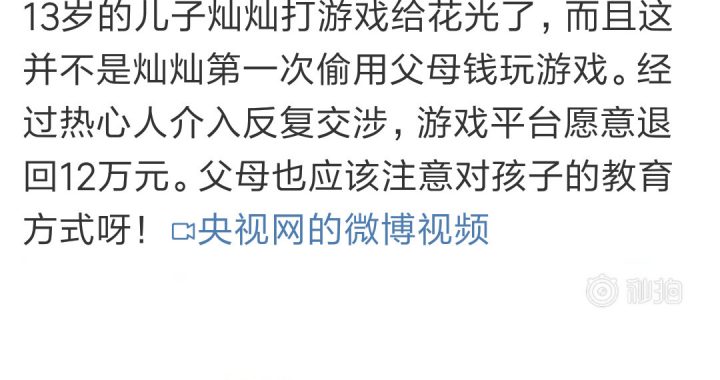 13岁的儿子灿灿打游戏给花光了，而且这
并不是灿灿第一次偷用父母钱玩游戏。经
过热心人介入反复交涉，游戏平台愿意退
回12万元。父母也应该注意对孩子的教育
方式呀！央视网的微博视频
秒拍